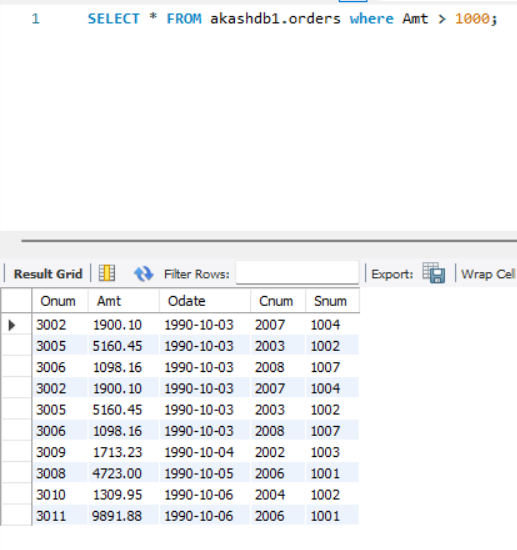 1 SELECT * FROM akashdb1.orders where Amt > 1000;
Result Grid Filter Rows: Export: Wrap Cel
Onum Amt Odate Cnum Snum
3002 1900.10 1990-10-03 2007 1004
3005 5160.45 1990-10-03 2003 1002
3006 1098.16 1990-10-03 2008 1007
3002 1900.10 1990-10-03 2007 1004
3005 5160.45 1990-10-03 2003 1002
3006 1098.16 1990-10-03 2008 1007
3009 1713.23 1990-10-04 2002 1003
3008 4723.00 1990-10-05 2006 1001
3010 1309.95 1990-10-06 2004 1002
3011 9891.88 1990-10-06 2006 1001